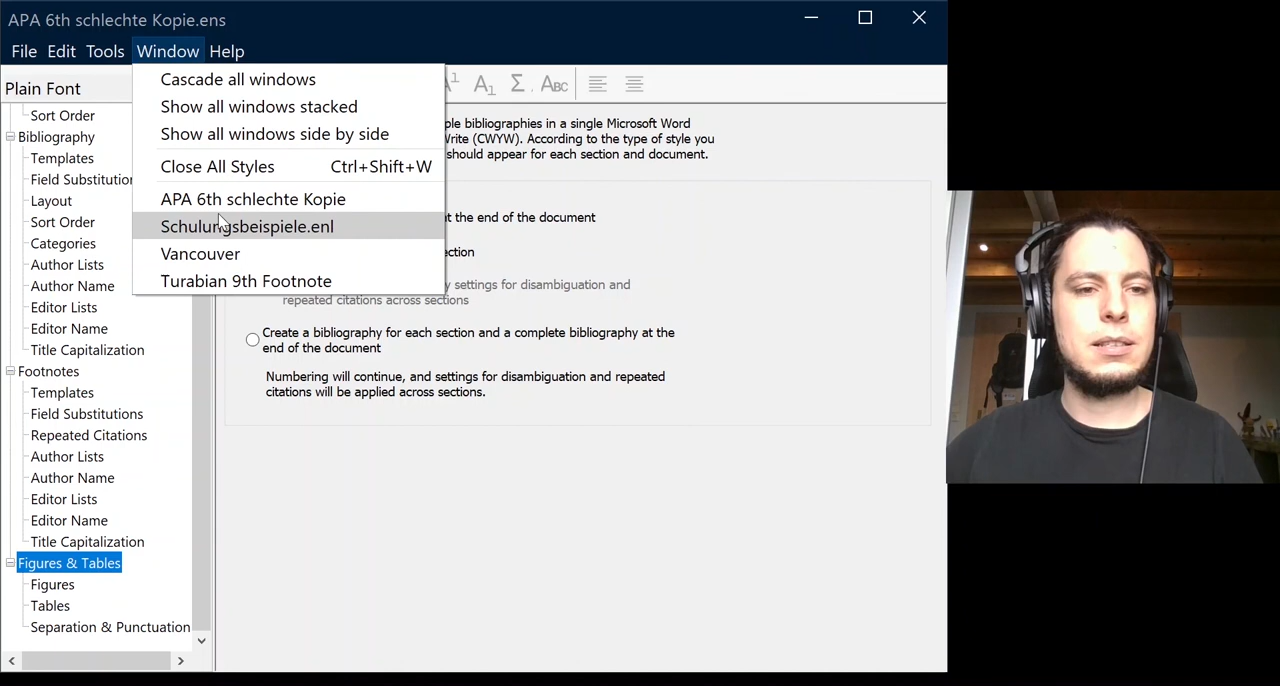 APA 6th schlechte Kopie.ens
File Edit Tools Window Help
Plain Font
A1 A1 Σ ABC
Sort Order
Bibliography
Templates
Field Substitution
Layout
Sort Order
Categories
Author Lists
Author Name
Editor Lists
Editor Name
Title Capitalization
Footnotes
Templates
Field Substitutions
Repeated Citations
Author Lists
Author Name
Editor Lists
Editor Name
Title Capitalization
Figures & Tables
Figures
Tables
Separation & Punctuation
Cascade all windows
Show all windows stacked
Show all windows side by side
Close All Styles Ctrl+Shift+W
APA 6th schlechte Kopie
Schulungsbeispiele.enl
Vancouver
Turabian 9th Footnote
ple bibliographies in a single Microsoft Word
Write (CWYW). According to the type of style you
should appear for each section and document.
at the end of the document
ection
settings for disambiguation and
repeated citations across sections
Create a bibliography for each section and a complete bibliography at the
end of the document
Numbering will continue, and settings for disambiguation and repeated
citations will be applied across sections.